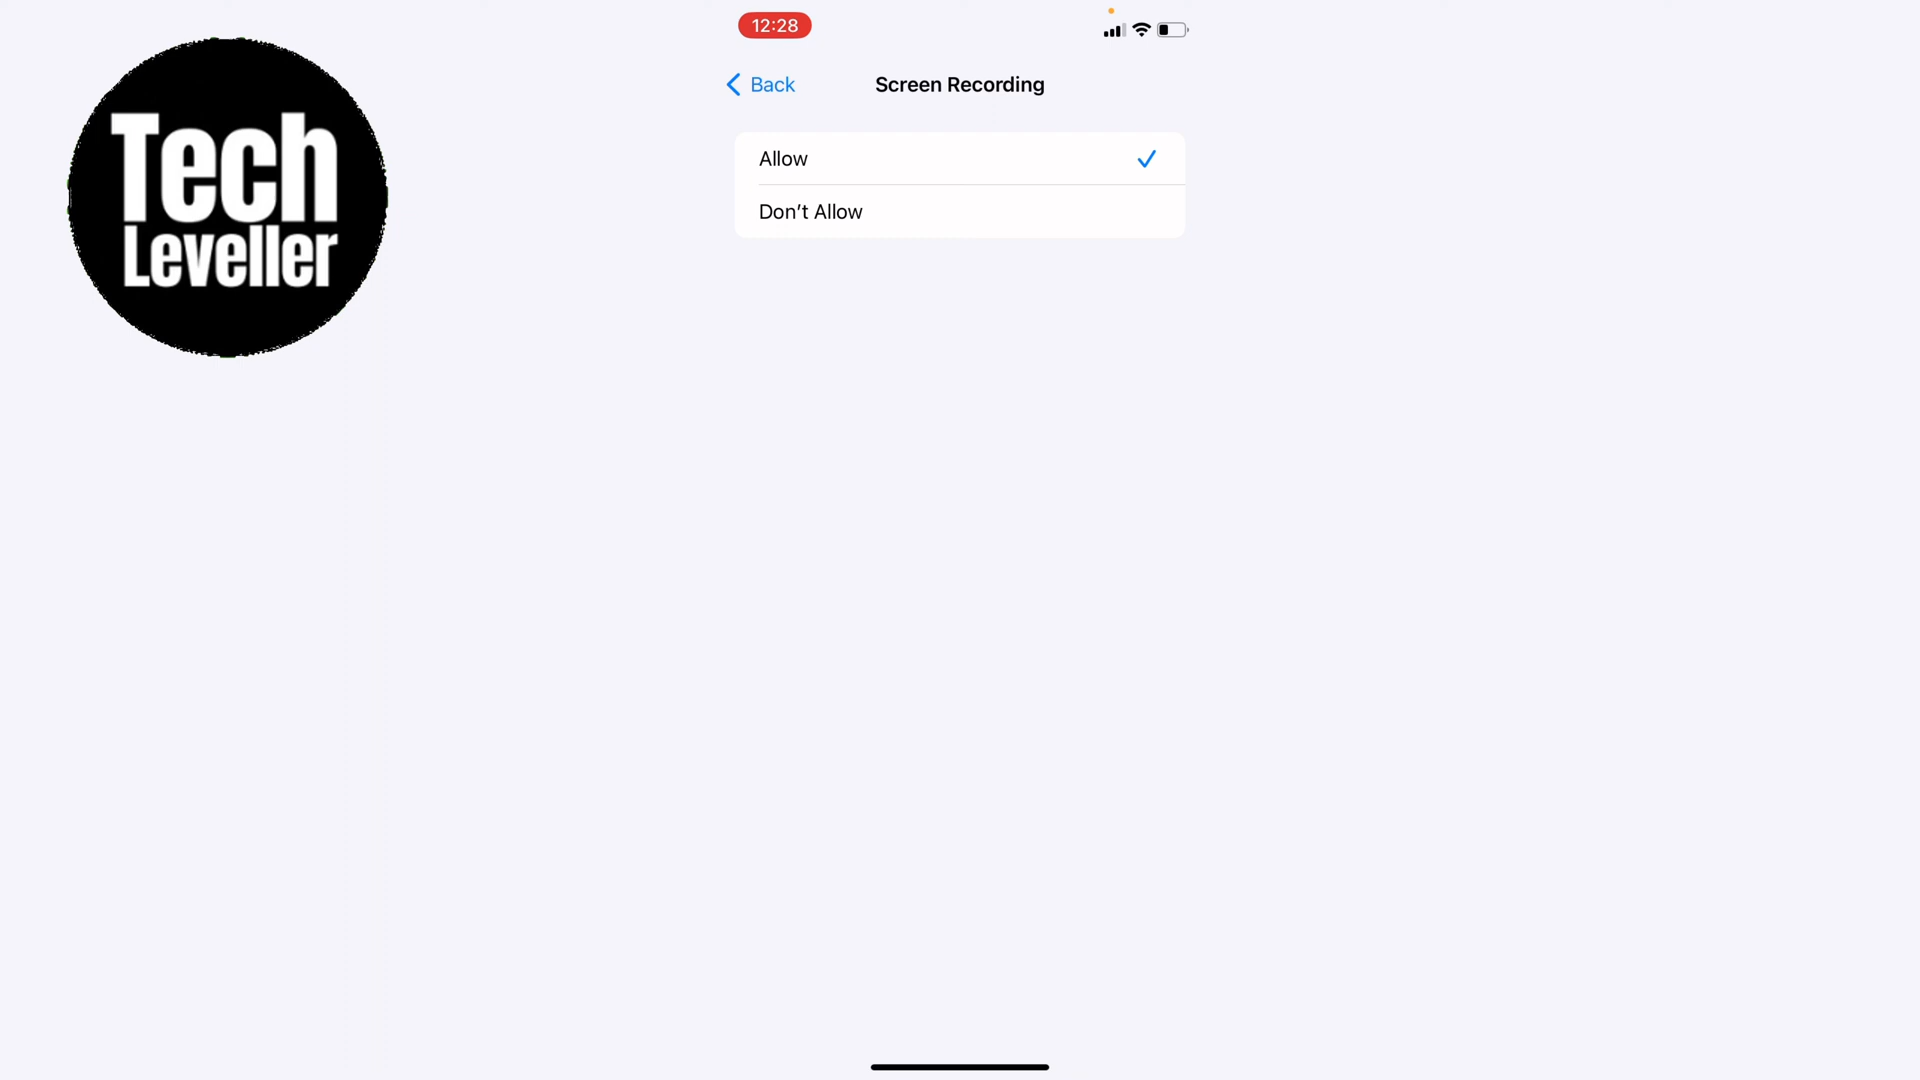 Tech
Leveller
12:28
Back
Screen Recording
Allow
Don’t Allow